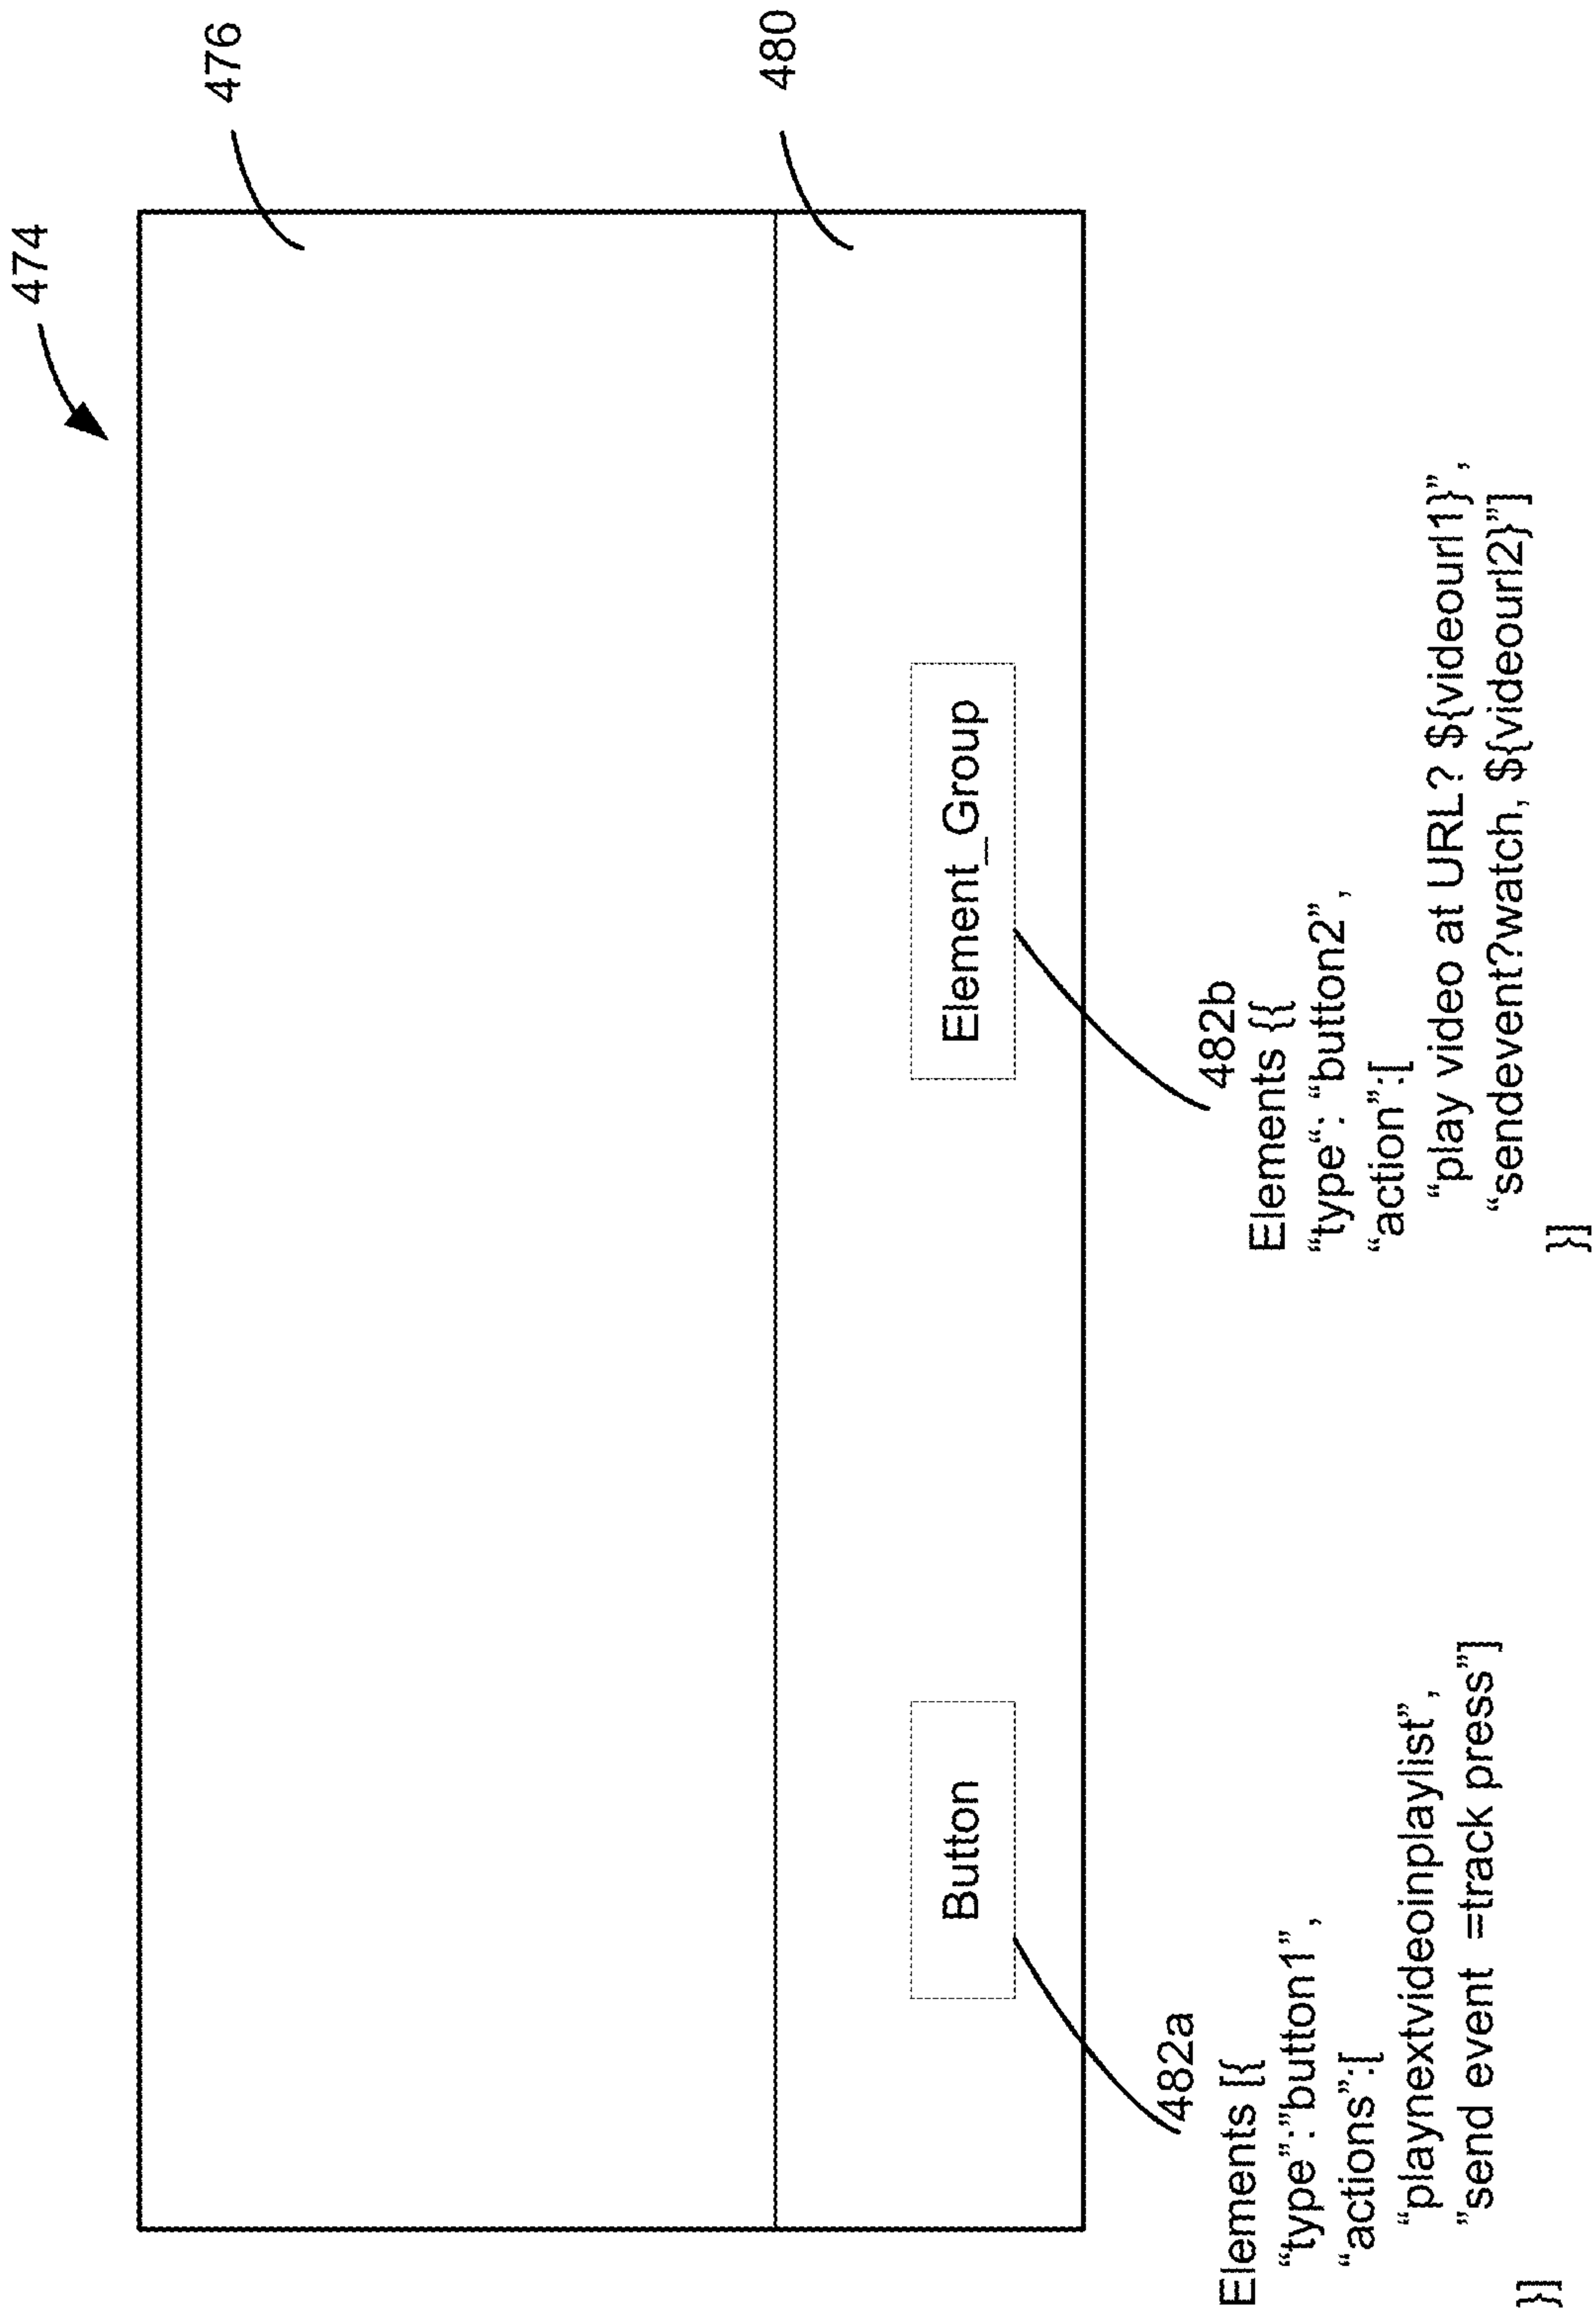 474
476
480
Button
Element_Group
482a
Elements [{
“type”:”button1”,
“actions”:[
“playnextvideoinplaylist”,
”send event =track press”]
}]
482b
Elements {{
“type“: “button2”,
“action”:[
“play video at URL? ${videourl1}”,
“sendevent?watch, ${videourl2}”]
}]